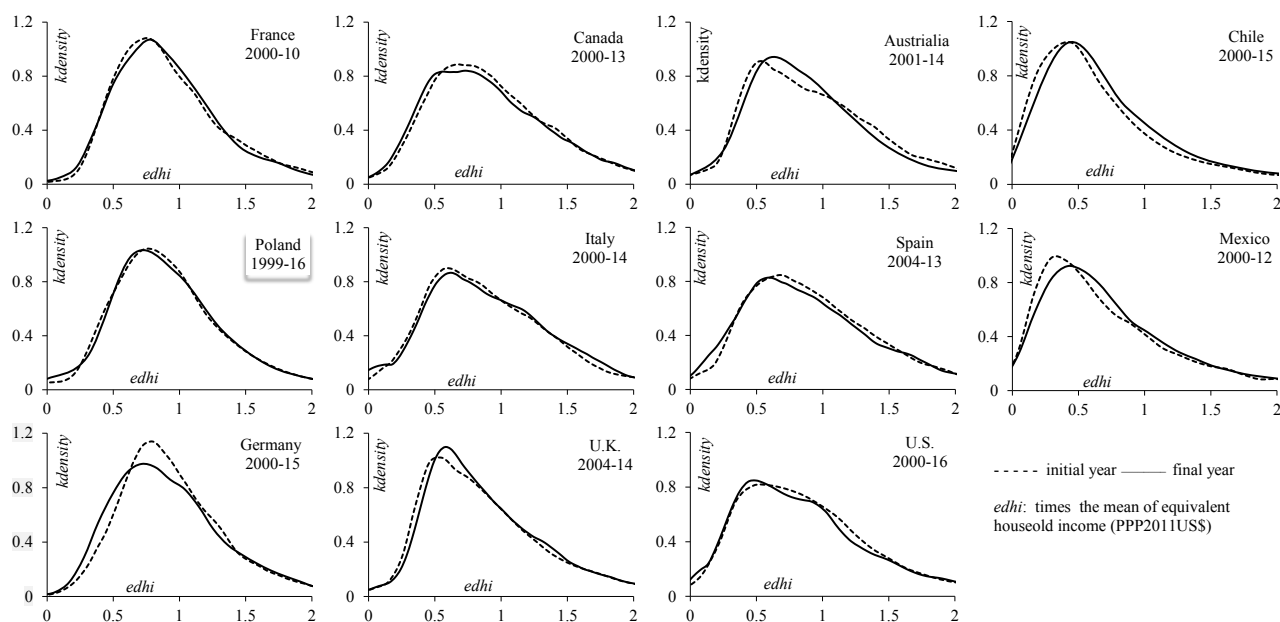 1.2
0.8
0.4
0
kdensity
France
2000-10
edhi
0 0.5 1 1.5 2
1.2
0.8
0.4
0
kdensity
Canada
2000-13
edhi
0 0.5 1 1.5 2
1.2
0.8
0.4
0
kdensity
Austrialia
2001-14
edhi
0 0.5 1 1.5 2
1.2
0.8
0.4
0
kdensity
Chile
2000-15
edhi
0 0.5 1 1.5 2
1.2
0.8
0.4
0
kdensity
Poland
1999-16
edhi
0 0.5 1 1.5 2
1.2
0.8
0.4
0
kdensity
Italy
2000-14
edhi
0 0.5 1 1.5 2
1.2
0.8
0.4
0
kdensity
Spain
2004-13
edhi
0 0.5 1 1.5 2
1.2
0.8
0.4
0
kdensity
Mexico
2000-12
edhi
0 0.5 1 1.5 2
1.2
0.8
0.4
0
kdensity
Germany
2000-15
edhi
0 0.5 1 1.5 2
1.2
0.8
0.4
0
kdensity
U.K.
2004-14
edhi
0 0.5 1 1.5 2
1.2
0.8
0.4
0
kdensity
U.S.
2000-16
edhi
0 0.5 1 1.5 2
initial year final year
edhi: times the mean of equivalent
houseold income (PPP2011US$)